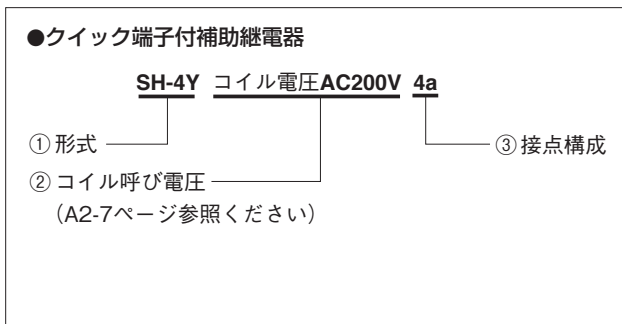 ●クイック端子付補助継電器
SH-4Y コイル電圧AC200V 4a
① 形式
③ 接点構成
② コイル呼び電圧
（A2-7ページ参照ください）